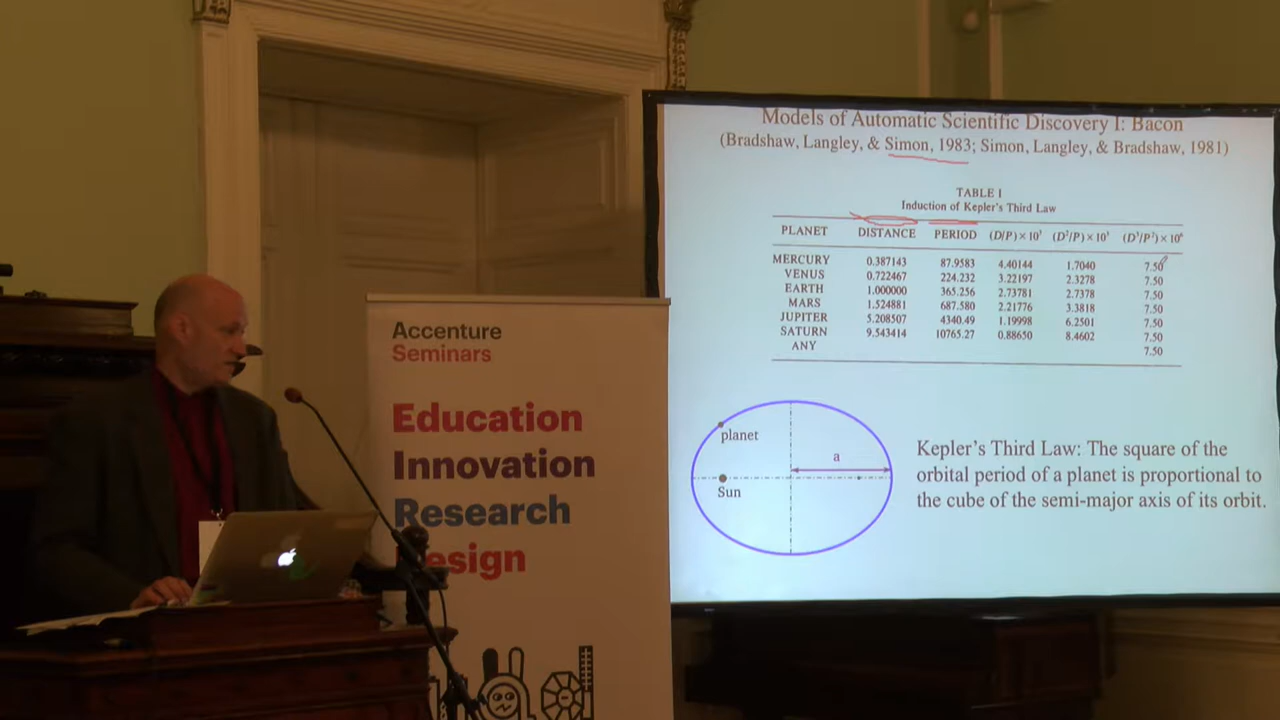 Models of Automatic Scientific Discovery I: Bacon
(Bradshaw, Langley, & Simon, 1983; Simon, Langley, & Bradshaw, 1981)
TABLE I
Induction of Kepler's Third Law
PLANET DISTANCE PERIOD (D/P) × 10³ (D²/P) × 10³ (D³/P²) × 10⁶
MERCURY 0.387143 87.9583 4.40144 1.7040 7.50
VENUS 0.722467 224.232 3.22197 2.3278 7.50
EARTH 1.000000 365.256 2.73781 2.7378 7.50
MARS 1.524881 687.580 2.21776 3.3818 7.50
JUPITER 5.208507 4340.49 1.19998 6.2501 7.50
SATURN 9.543414 10765.27 0.88650 8.4602 7.50
ANY 7.50
planet
a
Sun
Kepler's Third Law: The square of the
orbital period of a planet is proportional to
the cube of the semi-major axis of its orbit.
Accenture
Seminars
Education
Innovation
Research
esign